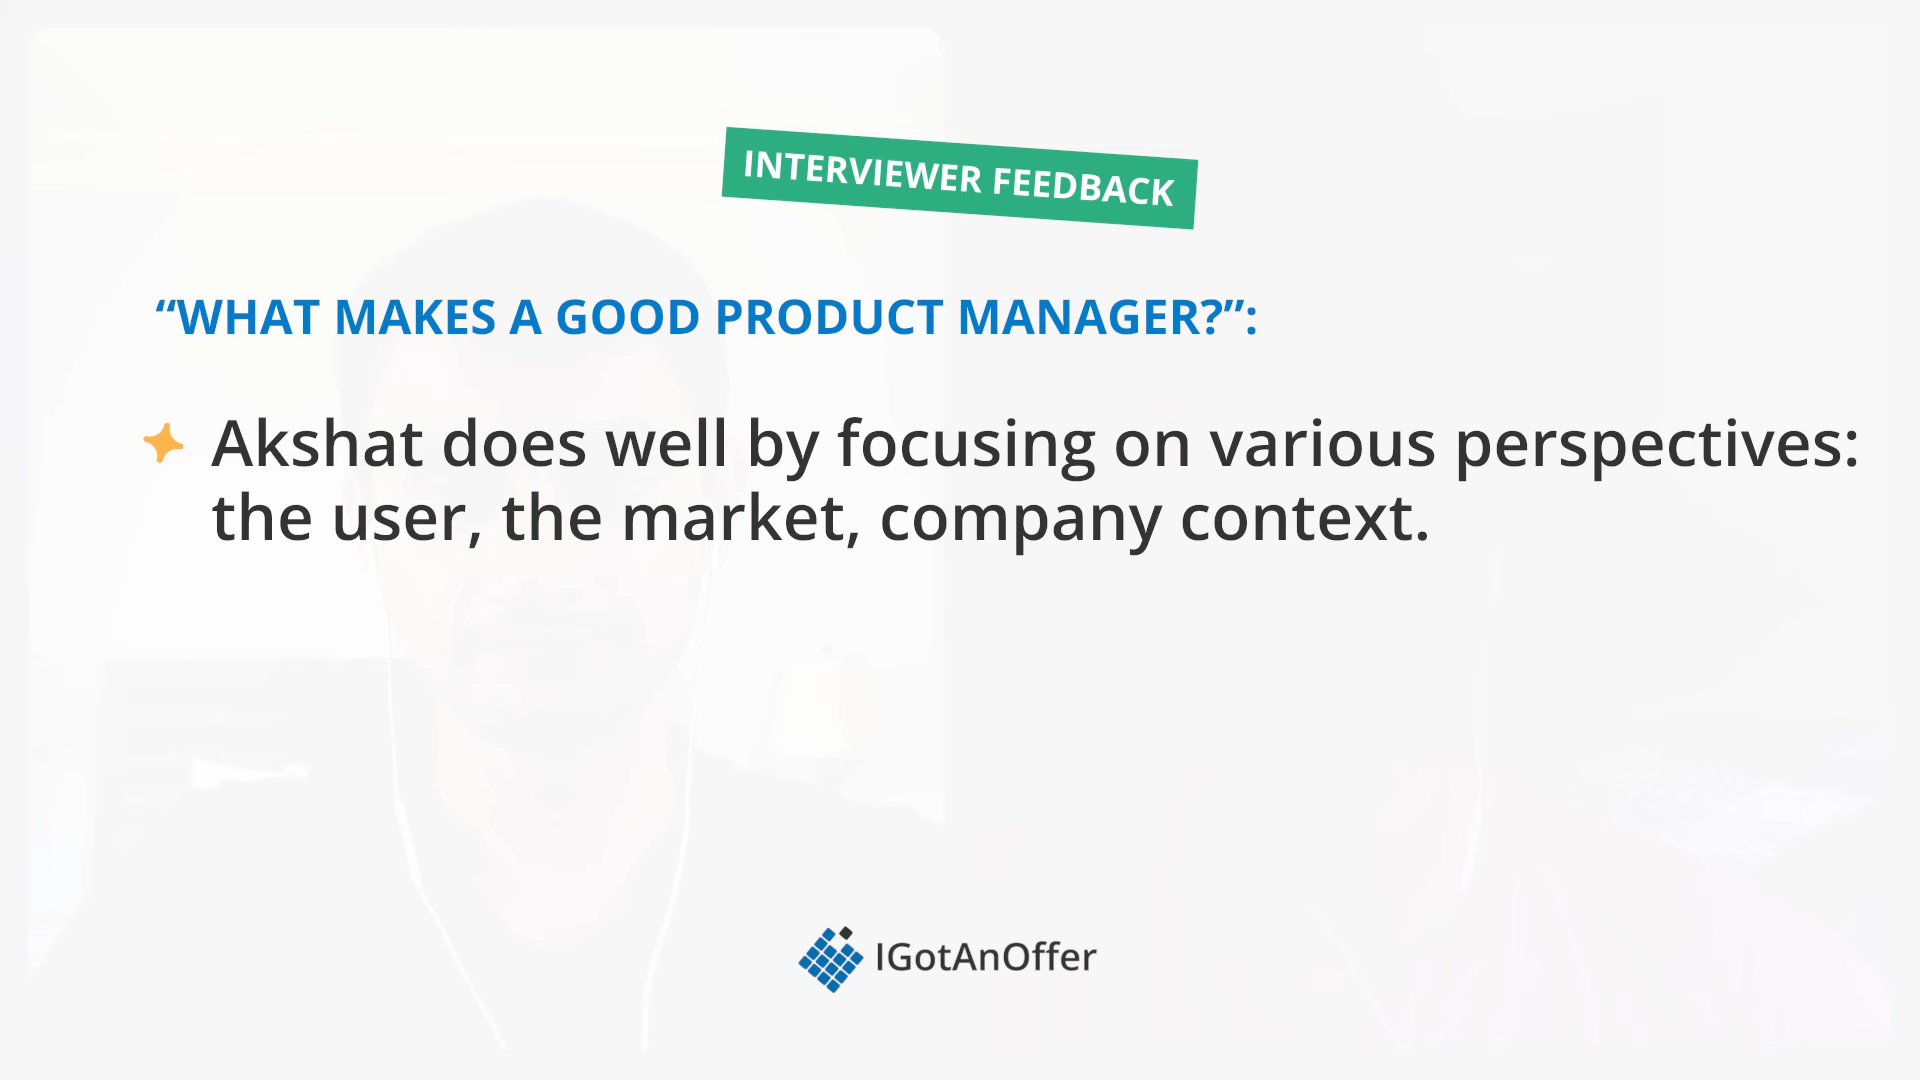 INTERVIEWER FEEDBACK
“WHAT MAKES A GOOD PRODUCT MANAGER?”:
Akshat does well by focusing on various perspectives:
the user, the market, company context.
IGotAnOffer